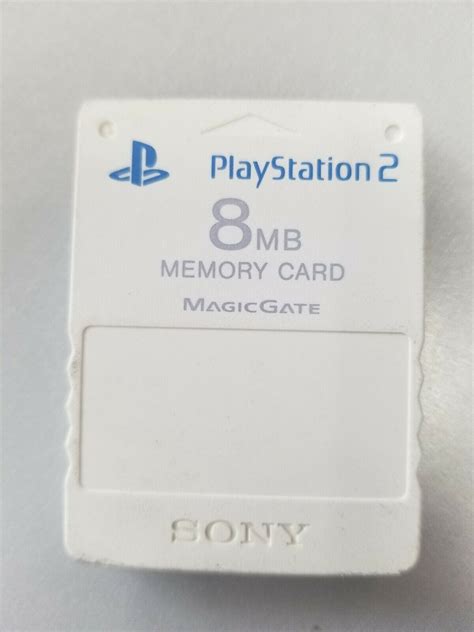 PlayStation 2
8MB
MEMORY CARD
MAGICGATE
SONY